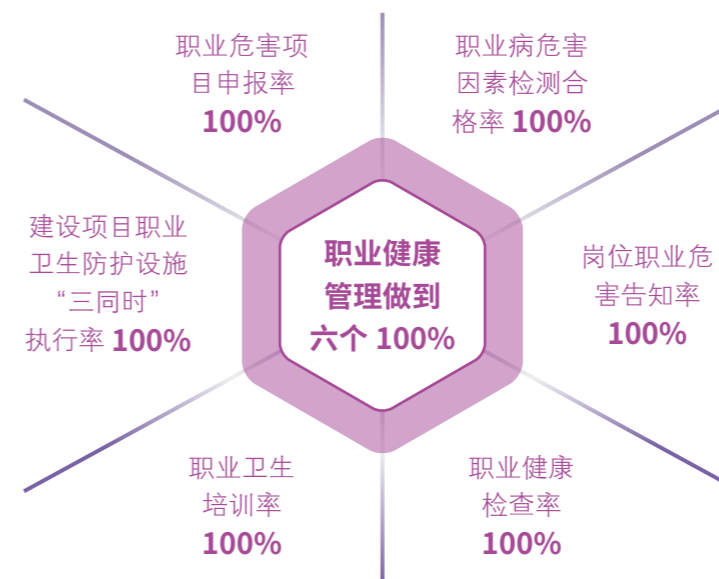 职业危害项
目申报率
100%
职业病危害
因素检测合
格率 100%
建设项目职业
卫生防护设施
“三同时”
执行率 100%
职业健康
管理做到
六个 100%
岗位职业危
害告知率
100%
职业卫生
培训率
100%
职业健康
检查率
100%